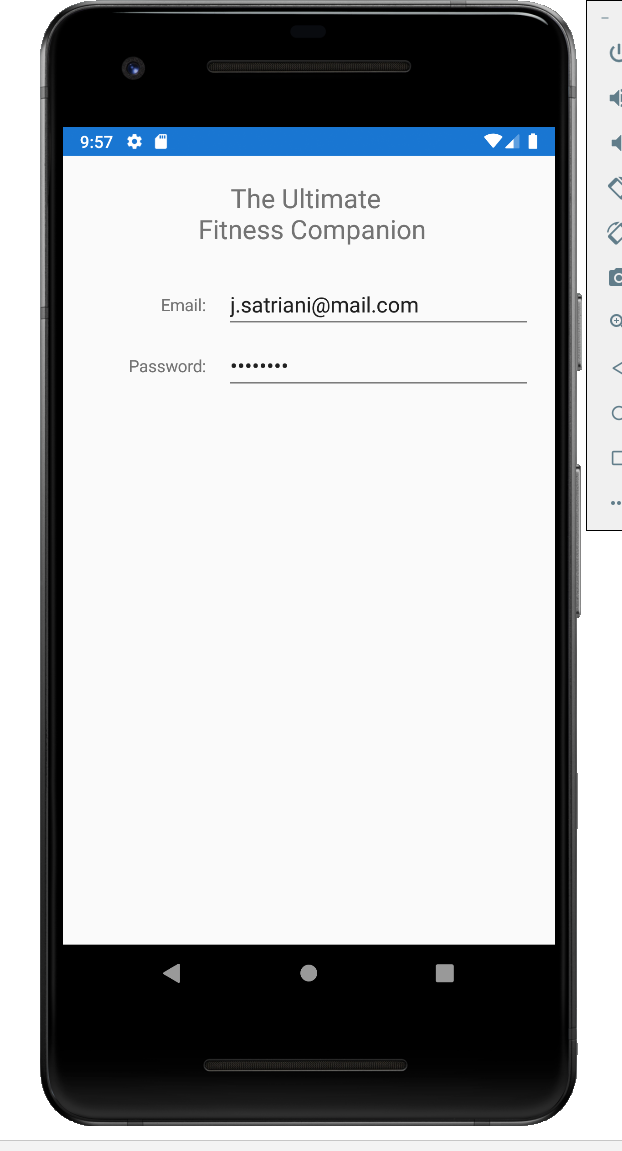 9:57
The Ultimate
Fitness Companion
Email: j.satriani@mail.com
Password: ••••••••